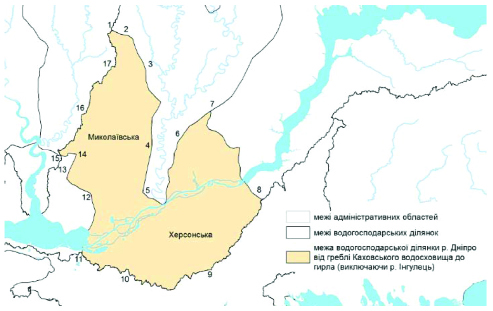 1
2
17
3
16
7
Миколаївська
6
4
15
14
13
5
8
12
межі адміністративних областей
межі водогосподарських ділянок
Херсонська
межа водогосподарської ділянки р. Дніпро
від греблі Каховського водосховища до
гирла (виключаючи р. Інгулець)
11
10
9